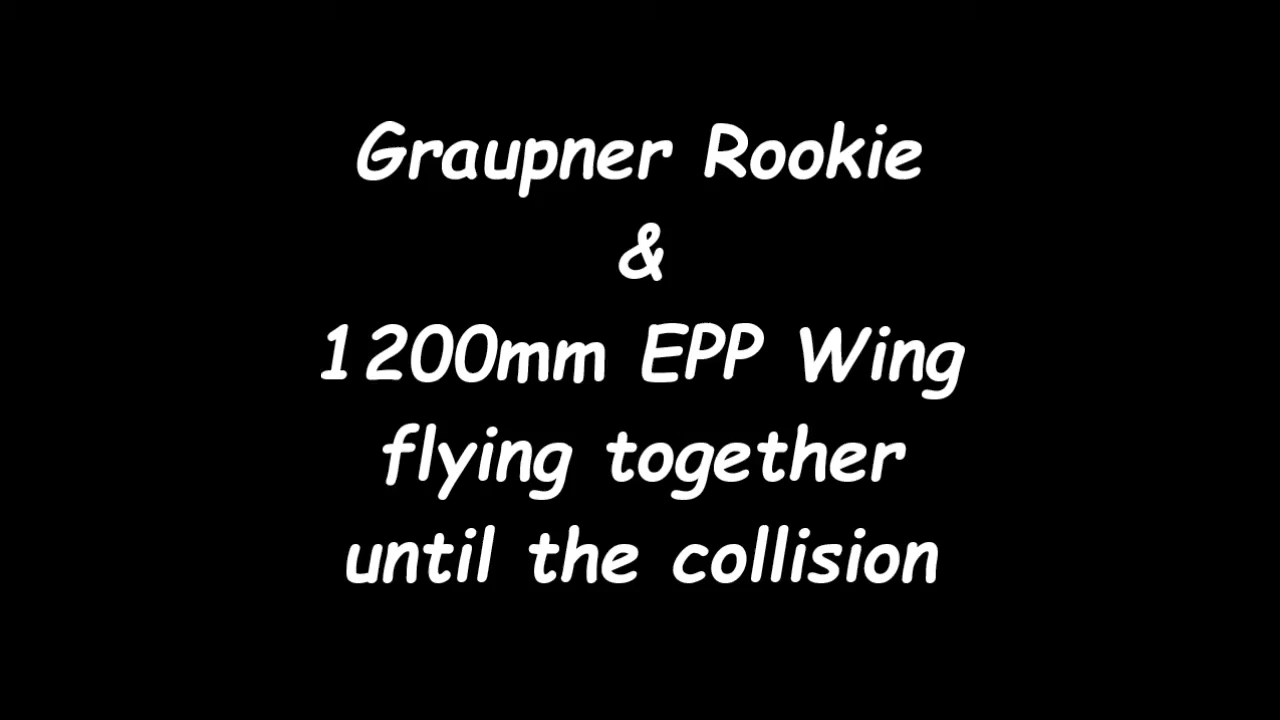 Graupner Rookie
&
1200mm EPP Wing
flying together
until the collision